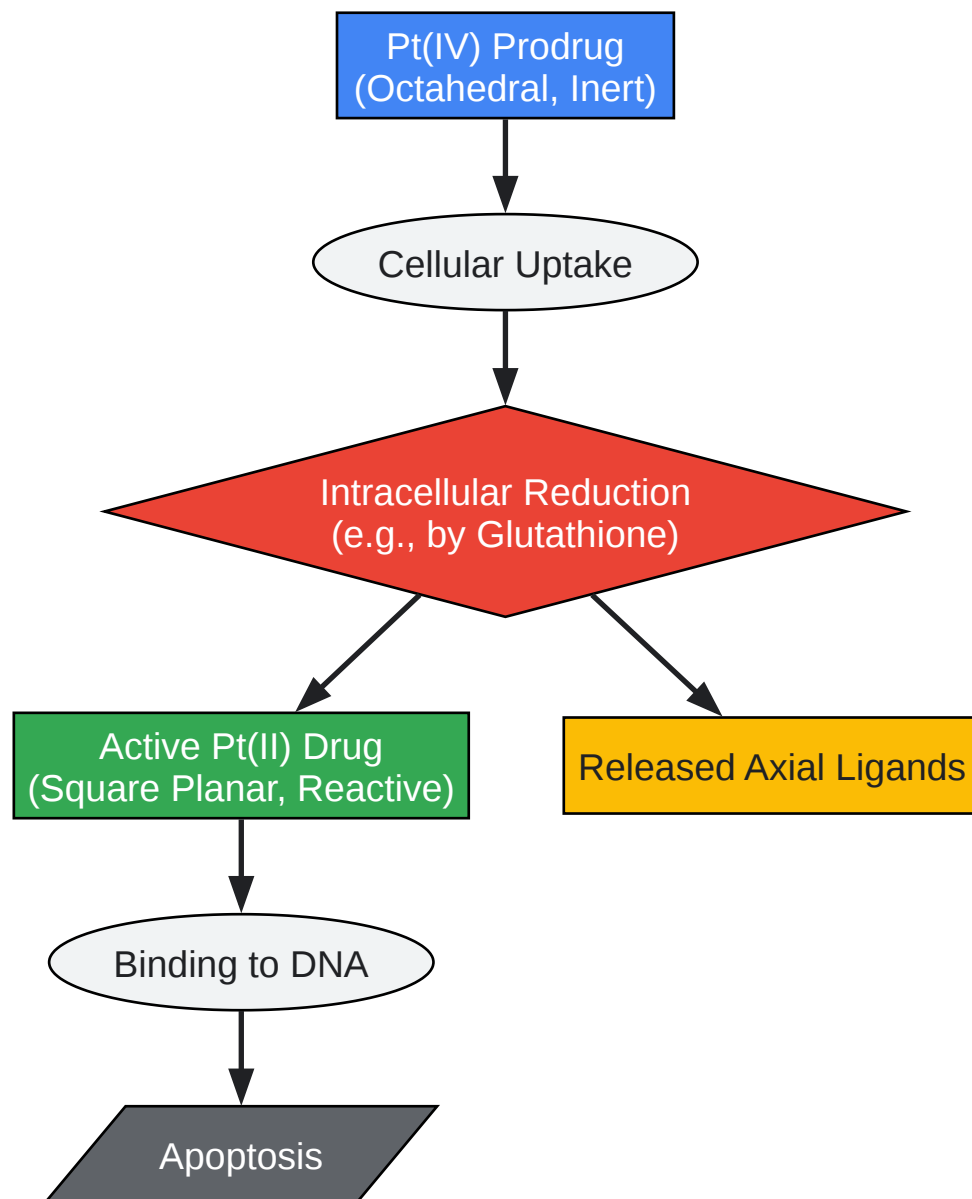 Pt(IV) Prodrug
(Octahedral, Inert)
Cellular Uptake
Intracellular Reduction
(e.g., by Glutathione)
Active Pt(II) Drug
(Square Planar, Reactive)
Released Axial Ligands
Binding to DNA
Apoptosis